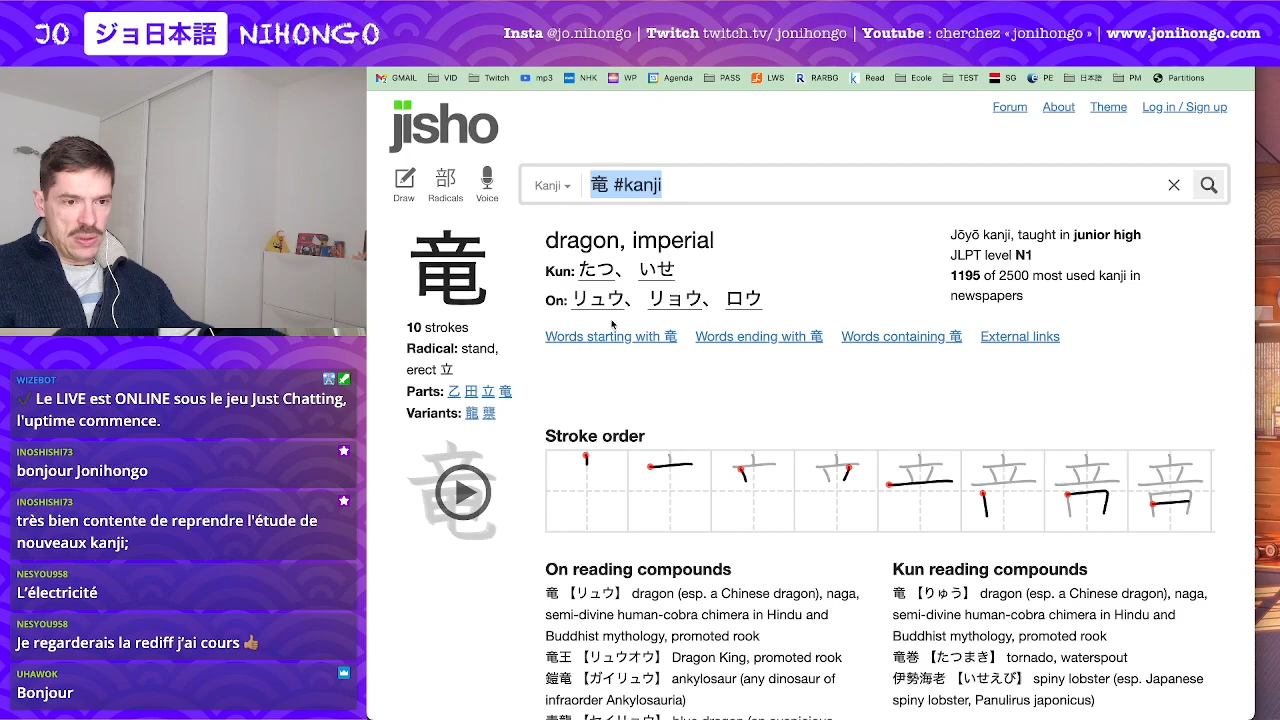 JO ジョ日本語 NIHONGO
Insta @jo.nihongo | Twitch twitch.tv/ jonihongo | Youtube : cherchez « jonihongo » | www.jonihongo.com
GMAIL VID Twitch mp3 NHK WP Agenda PASS LWS RARBG Read Ecole TEST SG PE 日本語 PM Partitions
jisho
Forum About Theme Log in / Sign up
部
Draw Radicals Voice
Kanji 竜 #kanji
竜
10 strokes
Radical: stand,
erect 立
Parts: 乙 田 立 竜
Variants: 龍 龒
dragon, imperial
Kun: たつ、 いせ
On: リュウ、 リョウ、 ロウ
Jōyō kanji, taught in junior high
JLPT level N1
1195 of 2500 most used kanji in
newspapers
Words starting with 竜 Words ending with 竜 Words containing 竜 External links
Stroke order
竜
On reading compounds
竜 【リュウ】 dragon (esp. a Chinese dragon), naga,
semi-divine human-cobra chimera in Hindu and
Buddhist mythology, promoted rook
竜王 【リュウオウ】 Dragon King, promoted rook
鎧竜 【ガイリュウ】 ankylosaur (any dinosaur of
infraorder Ankylosauria)
青龍 【セイリュウ】 blue dragon (an auspicious
Kun reading compounds
竜 【りゅう】 dragon (esp. a Chinese dragon), naga,
semi-divine human-cobra chimera in Hindu and
Buddhist mythology, promoted rook
竜巻 【たつまき】 tornado, waterspout
伊勢海老 【いせえび】 spiny lobster (esp. Japanese
spiny lobster, Panulirus japonicus)
WIZEBOT
Le LIVE est ONLINE sous le jeu Just Chatting,
l'uptime commence.
INOSHISHI73
bonjour Jonihongo
INOSHISHI73
très bien contente de reprendre l'étude de
nouveaux kanji;
NESYOU958
L'électricité
NESYOU958
Je regarderais la rediff j'ai cours 👍
UHAWOK
Bonjour